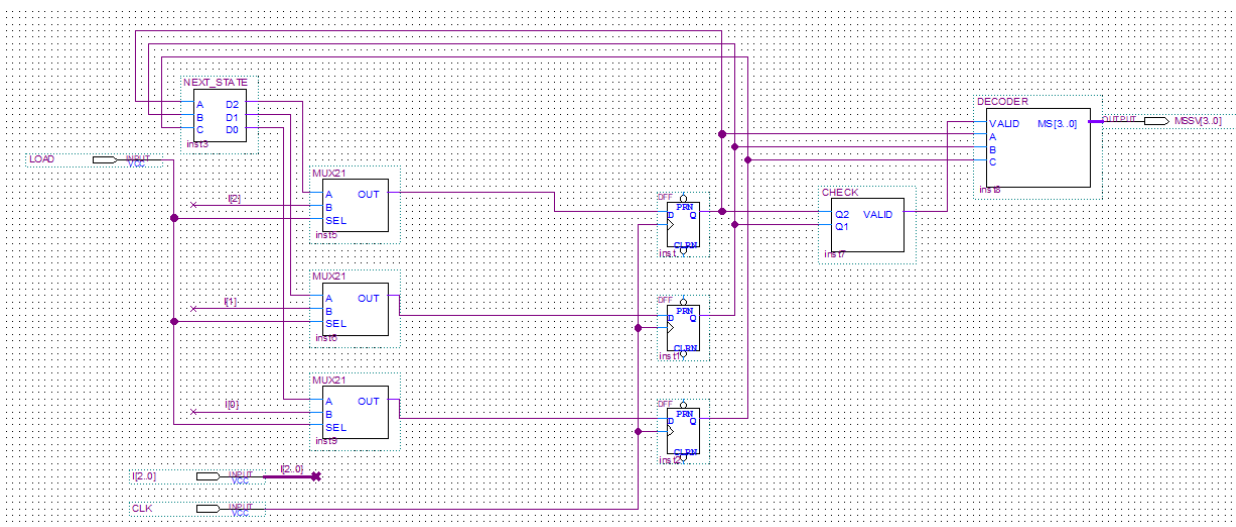 NEXT_STATE
A D2
B D1
C D0
inst3
LOAD
INPUT
VCC
MUX21
A OUT
B
SEL
inst5
I[2]
MUX21
A OUT
B
SEL
inst6
I[1]
MUX21
A OUT
B
SEL
inst9
I[0]
I[2..0]
INPUT
VCC
I[2..0]
CLK
INPUT
VCC
DFF
PRN
D Q
CLRN
inst
DFF
PRN
D Q
CLRN
inst1
DFF
PRN
D Q
CLRN
inst2
CHECK
Q2 VALID
Q1
inst7
DECODER
VALID MS[3..0]
A
B
C
inst8
OUTPUT
MSSV[3..0]